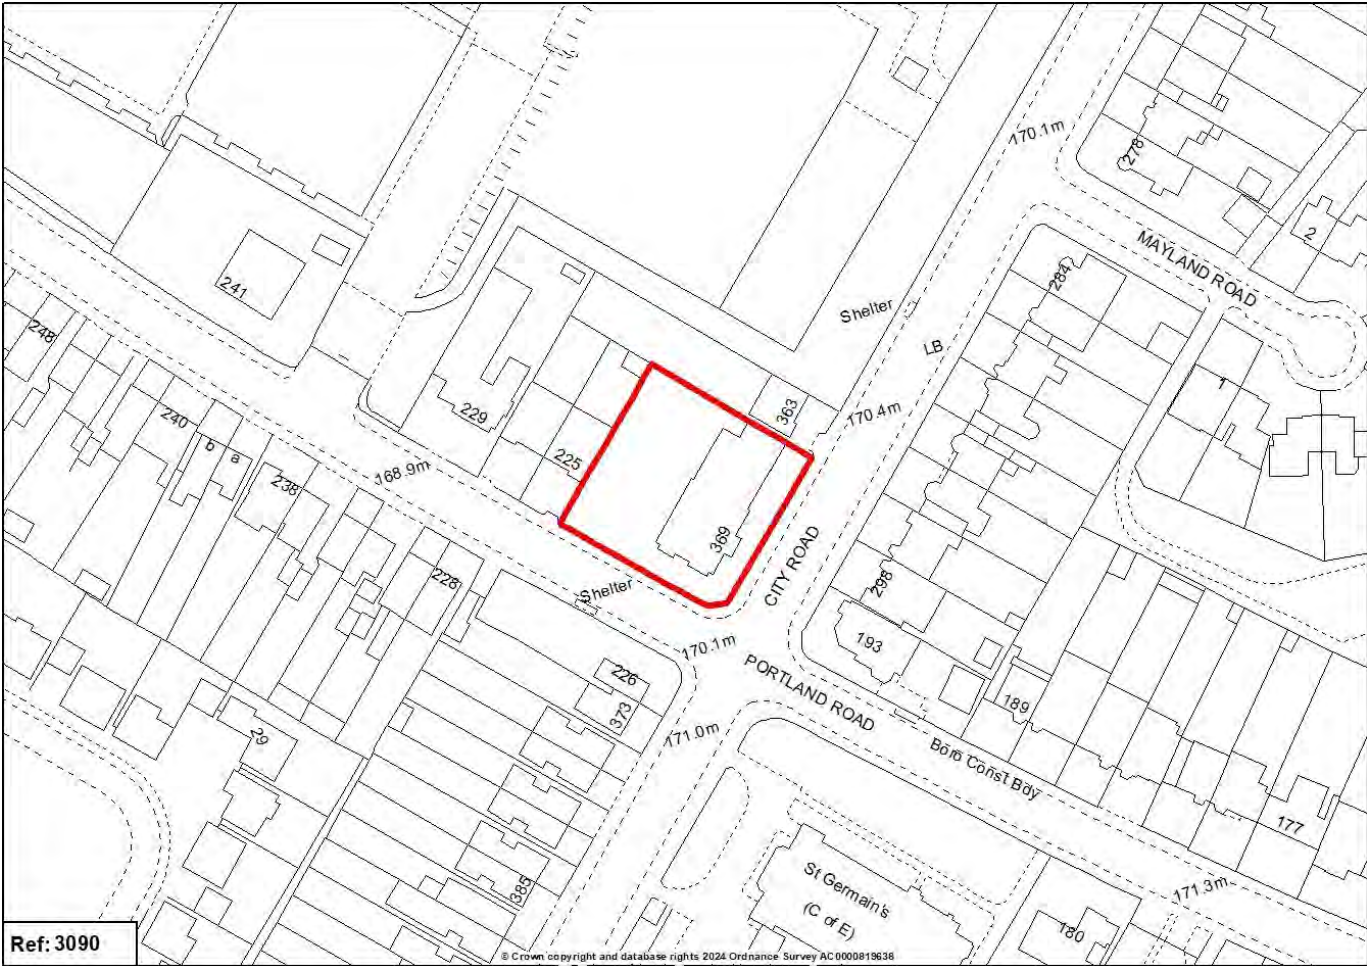 170.1m
278
2
MAYLAND ROAD
241
284
Shelter
248
LB
1
363
170.4m
229
240
b
a
225
168.9m
238
369
CITY ROAD
228
298
Shelter
193
170.1m
226
PORTLAND ROAD
189
373
171.0m
29
Boro Const Bdy
177
St Germain's
(C of E)
385
171.3m
180
Ref: 3090
© Crown copyright and database rights 2024 Ordnance Survey AC0000819636